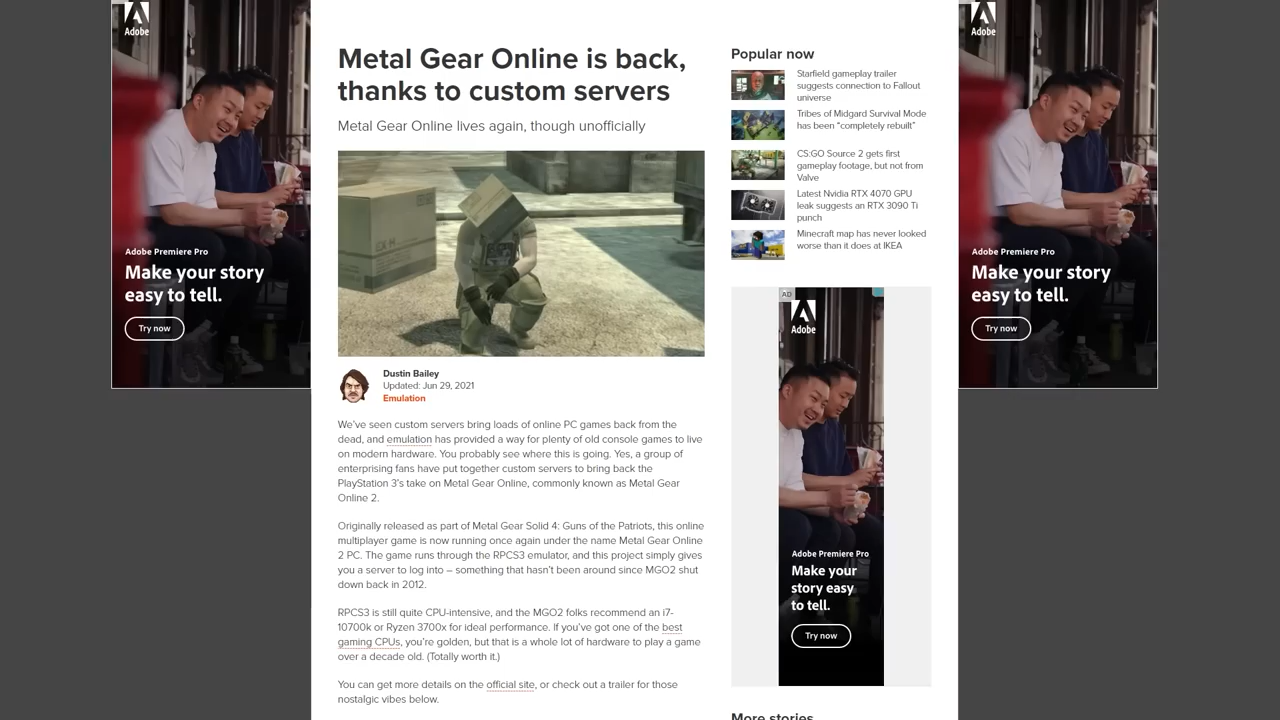 Adobe
Adobe Premiere Pro
Make your story
easy to tell.
Try now
Metal Gear Online is back,
thanks to custom servers
Metal Gear Online lives again, though unofficially
Dustin Bailey
Updated: Jun 29, 2021
Emulation
We've seen custom servers bring loads of online PC games back from the
dead, and emulation has provided a way for plenty of old console games to live
on modern hardware. You probably see where this is going. Yes, a group of
enterprising fans have put together custom servers to bring back the
PlayStation 3's take on Metal Gear Online, commonly known as Metal Gear
Online 2.
Originally released as part of Metal Gear Solid 4: Guns of the Patriots, this online
multiplayer game is now running once again under the name Metal Gear Online
2 PC. The game runs through the RPCS3 emulator, and this project simply gives
you a server to log into – something that hasn't been around since MGO2 shut
down back in 2012.
RPCS3 is still quite CPU-intensive, and the MGO2 folks recommend an i7-
10700k or Ryzen 3700x for ideal performance. If you've got one of the best
gaming CPUs, you're golden, but that is a whole lot of hardware to play a game
over a decade old. (Totally worth it.)
You can get more details on the official site, or check out a trailer for those
nostalgic vibes below.
Popular now
Starfield gameplay trailer
suggests connection to Fallout
universe
Tribes of Midgard Survival Mode
has been “completely rebuilt”
CS:GO Source 2 gets first
gameplay footage, but not from
Valve
Latest Nvidia RTX 4070 GPU
leak suggests an RTX 3090 Ti
punch
Minecraft map has never looked
worse than it does at IKEA
AD
Adobe
Adobe Premiere Pro
Make your
story easy
to tell.
Try now
More stories
Adobe
Adobe Premiere Pro
Make your story
easy to tell.
Try now